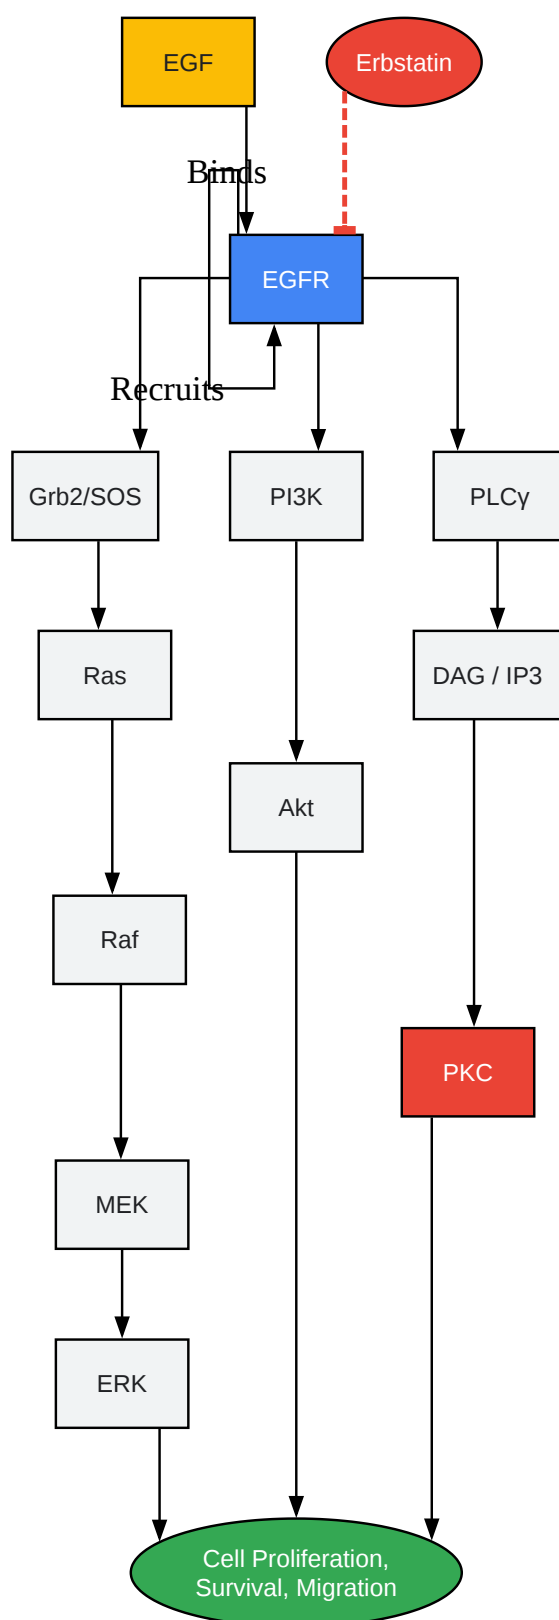 EGF
Erbstatin
Binds
EGFR
Recruits
Grb2/SOS
PI3K
PLCγ
Ras
DAG / IP3
Akt
Raf
PKC
MEK
ERK
Cell Proliferation,
Survival, Migration